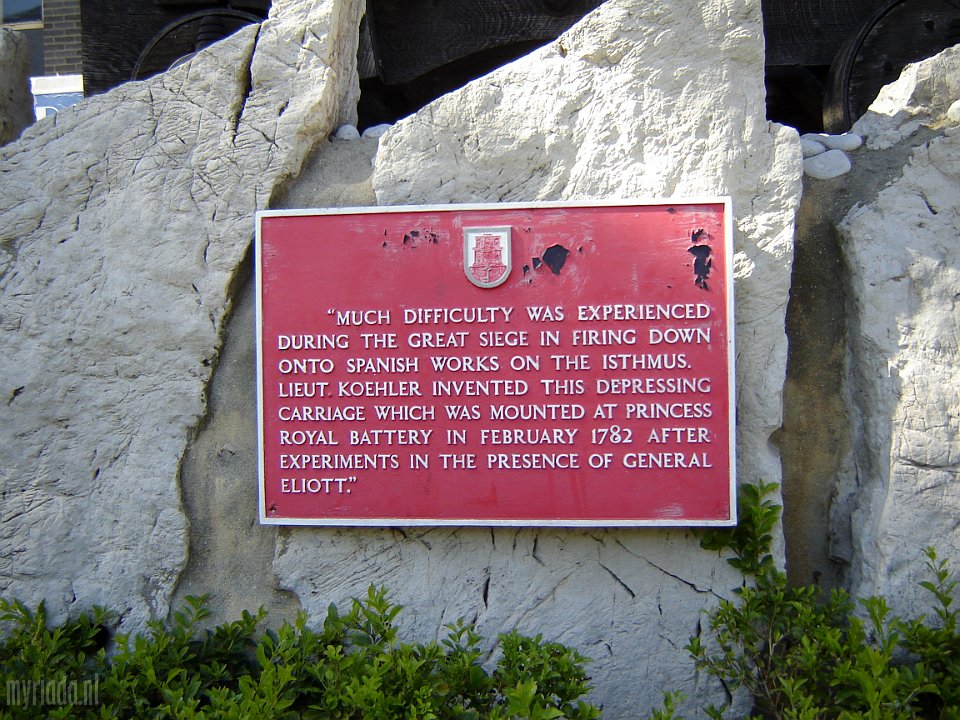 “MUCH DIFFICULTY WAS EXPERIENCED
DURING THE GREAT SIEGE IN FIRING DOWN
ONTO SPANISH WORKS ON THE ISTHMUS.
LIEUT. KOEHLER INVENTED THIS DEPRESSING
CARRIAGE WHICH WAS MOUNTED AT PRINCESS
ROYAL BATTERY IN FEBRUARY 1782 AFTER
EXPERIMENTS IN THE PRESENCE OF GENERAL
ELIOTT.”
myriada.nl